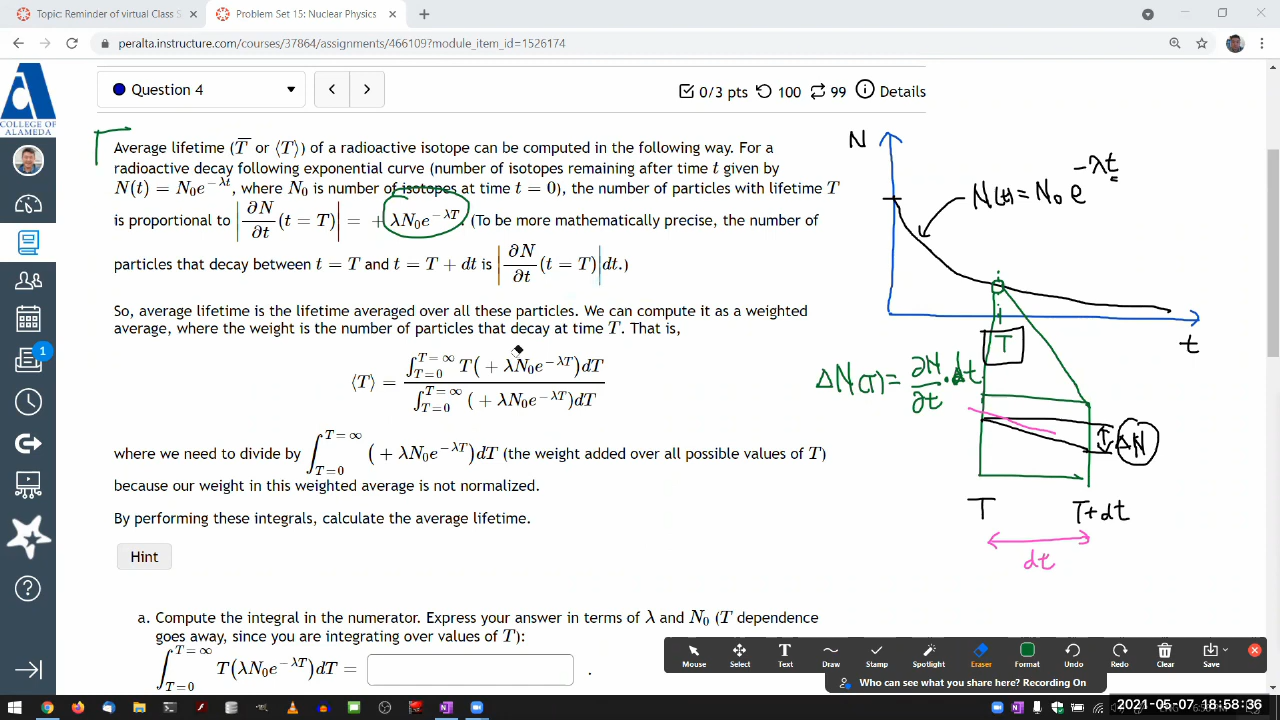 Topic: Reminder of virtual Class S
Problem Set 15: Nuclear Physics
peralta.instructure.com/courses/37864/assignments/466109?module_item_id=1526174
COLLEGE OF
ALAMEDA
1
Question 4
0/3 pts 100 99 Details
Average lifetime (T̅ or ⟨T⟩) of a radioactive isotope can be computed in the following way. For a
radioactive decay following exponential curve (number of isotopes remaining after time t given by
N(t) = N₀e^{−λt}, where N₀ is number of isotopes at time t = 0), the number of particles with lifetime T
is proportional to |∂N/∂t (t = T)| = +λN₀e^{−λT}. (To be more mathematically precise, the number of
particles that decay between t = T and t = T + dt is |∂N/∂t (t = T)| dt.)
So, average lifetime is the lifetime averaged over all these particles. We can compute it as a weighted
average, where the weight is the number of particles that decay at time T. That is,
⟨T⟩ = ∫_{T=0}^{T=∞} T(+λN₀e^{−λT})dT / ∫_{T=0}^{T=∞} (+λN₀e^{−λT})dT
where we need to divide by ∫_{T=0}^{T=∞} (+λN₀e^{−λT})dT (the weight added over all possible values of T)
because our weight in this weighted average is not normalized.
By performing these integrals, calculate the average lifetime.
Hint
a. Compute the integral in the numerator. Express your answer in terms of λ and N₀ (T dependence
goes away, since you are integrating over values of T):
∫_{T=0}^{T=∞} T(λN₀e^{−λT})dT = .
N
N(t) = N₀ e^{−λt}
t
T
ΔN(T) = ∂N/∂t · dt
ΔN
T
T+dt
dt
Mouse Select Text Draw Stamp Spotlight Eraser Format Undo Redo Clear Save
Who can see what you share here? Recording On
2021-05-07 18:58:36